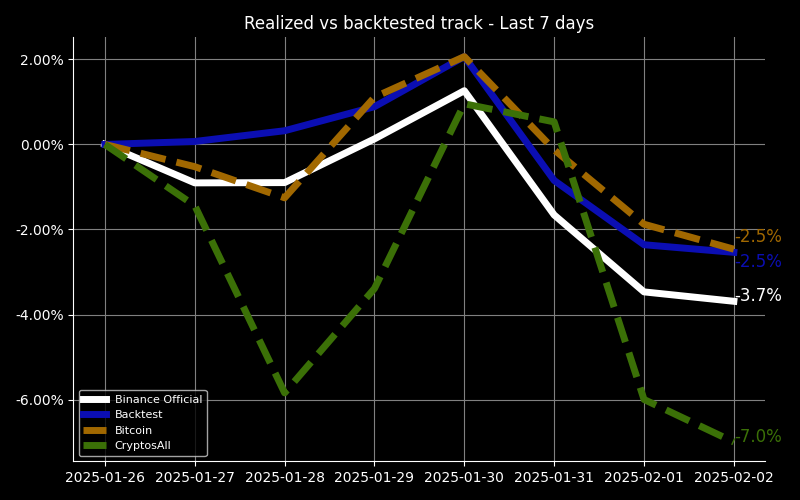 Realized vs backtested track - Last 7 days
2.00%
0.00%
-2.00%
-4.00%
-6.00%
-2.5%
-2.5%
-3.7%
-7.0%
Binance Official
Backtest
Bitcoin
CryptosAll
2025-01-26 2025-01-27 2025-01-28 2025-01-29 2025-01-30 2025-01-31 2025-02-01 2025-02-02